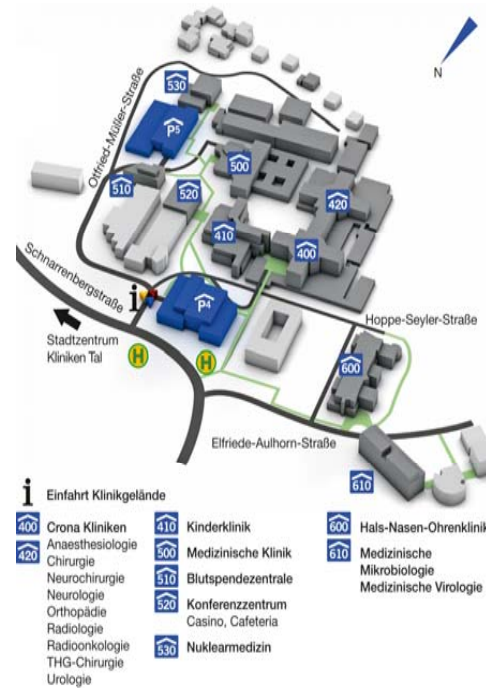 N
530
Otfried-Müller-Straße
P5
500
510
520
420
410
400
Schnarrenbergstraße
i
P4
Hoppe-Seyler-Straße
Stadtzentrum
Kliniken Tal
H
H
600
Elfriede-Aulhorn-Straße
610
i Einfahrt Klinikgelände
400 Crona Kliniken
420 Anaesthesiologie
Chirurgie
Neurochirurgie
Neurologie
Orthopädie
Radiologie
Radioonkologie
THG-Chirurgie
Urologie
410 Kinderklinik
500 Medizinische Klinik
510 Blutspendezentrale
520 Konferenzzentrum
Casino, Cafeteria
530 Nuklearmedizin
600 Hals-Nasen-Ohrenklinik
610 Medizinische
Mikrobiologie
Medizinische Virologie